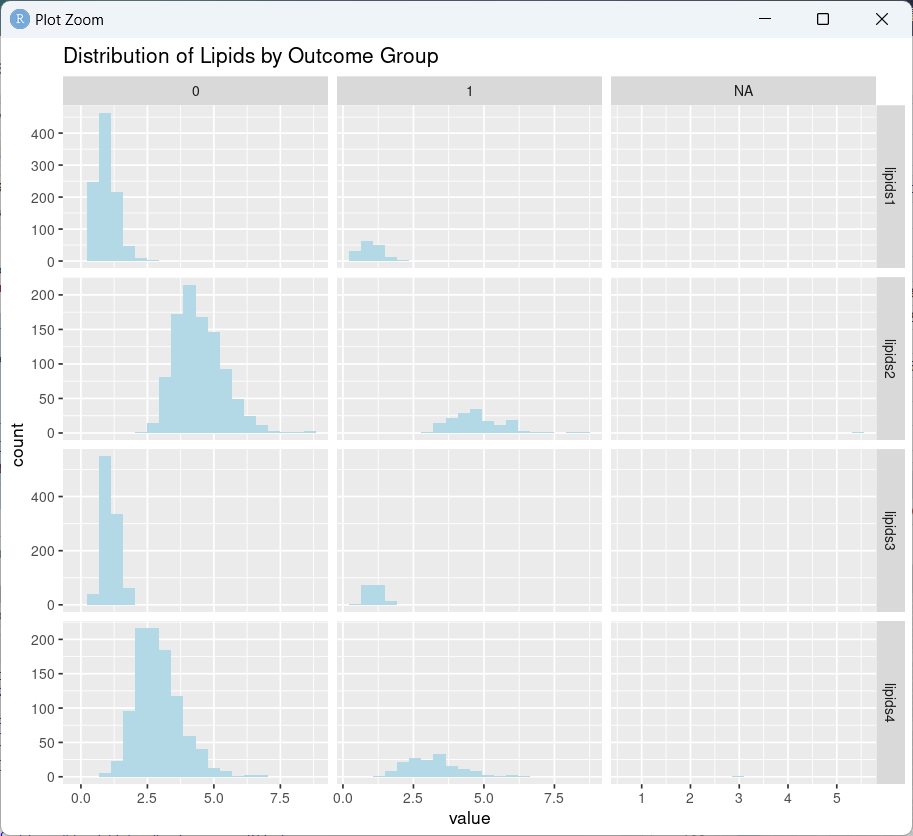 R Plot Zoom
Distribution of Lipids by Outcome Group
0 1 NA
400
300
200
100
0
lipids1
200
150
100
50
0
lipids2
count
400
200
0
lipids3
200
150
100
50
0
lipids4
0.0 2.5 5.0 7.5 0.0 2.5 5.0 7.5 1 2 3 4 5
value